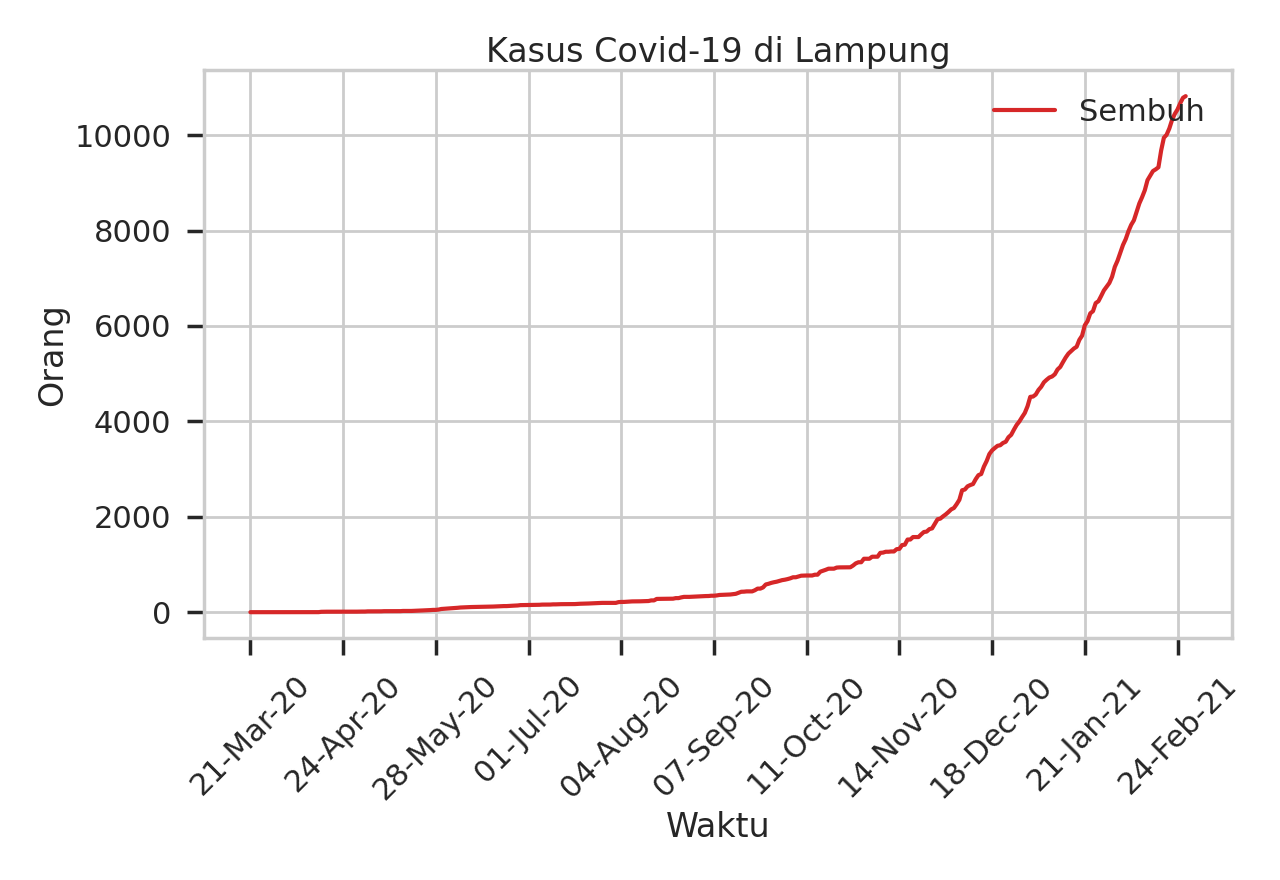 Kasus Covid-19 di Lampung
Sembuh
Orang
10000
8000
6000
4000
2000
0
21-Mar-20
24-Apr-20
28-May-20
01-Jul-20
04-Aug-20
07-Sep-20
11-Oct-20
14-Nov-20
18-Dec-20
21-Jan-21
24-Feb-21
Waktu